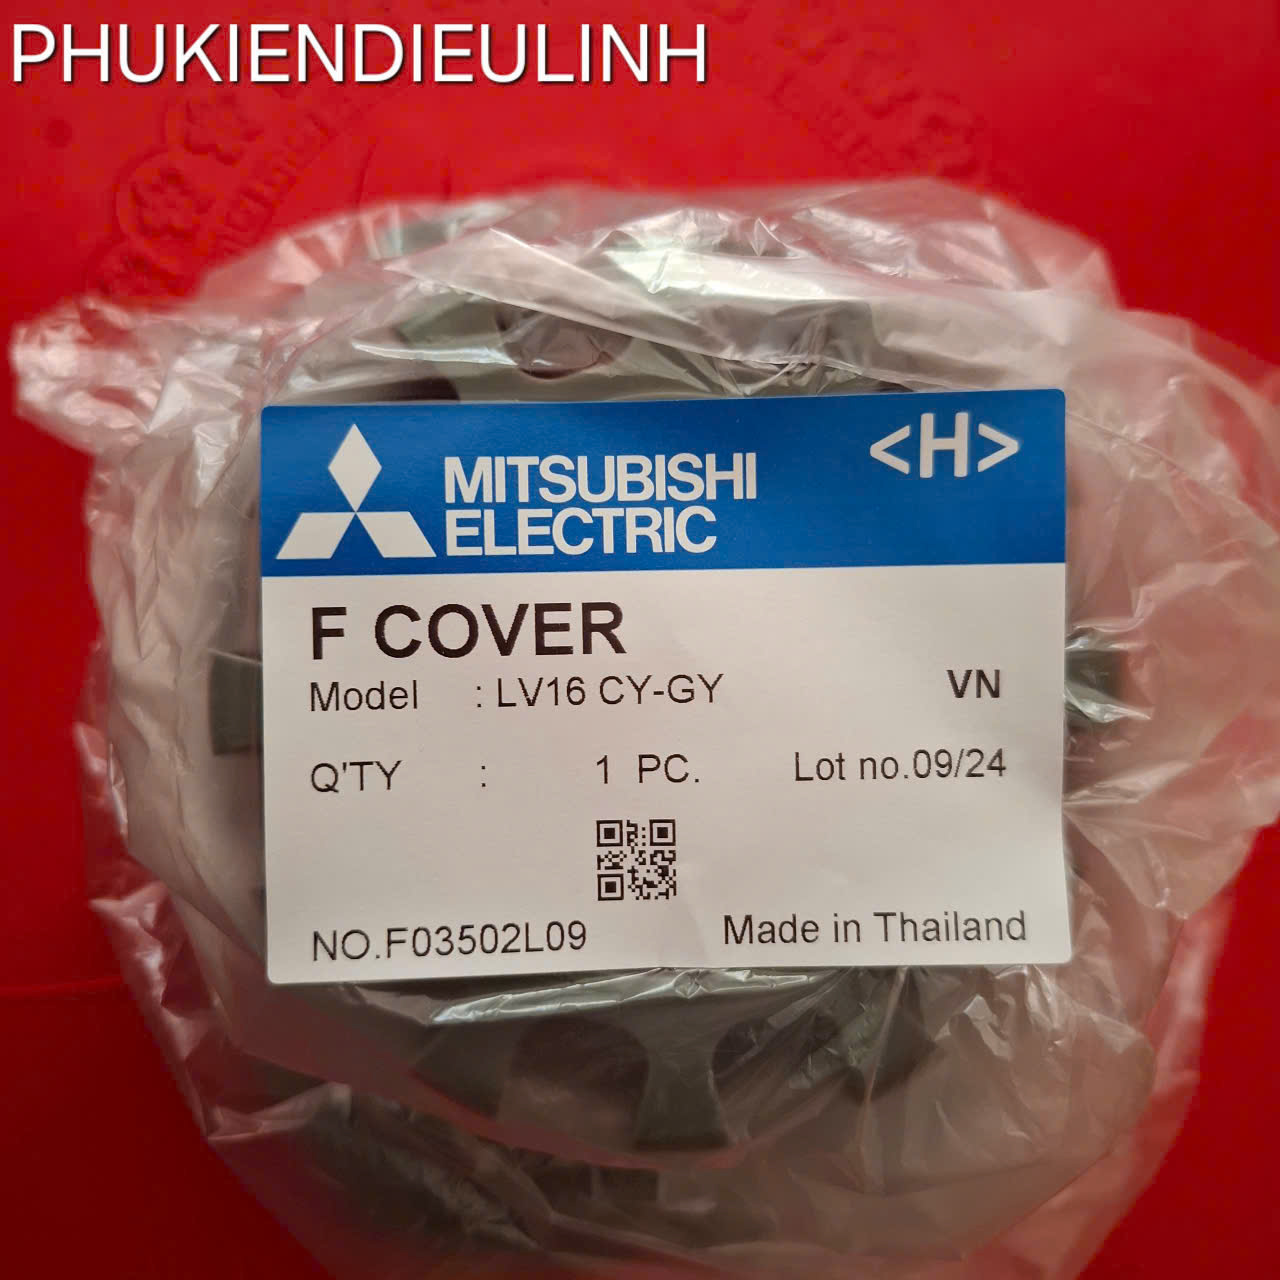 PHUKIENDIEULINH
MITSUBISHI
ELECTRIC
<H>
F COVER
Model : LV16 CY-GY VN
Q'TY : 1 PC. Lot no.09/24
NO.F03502L09 Made in Thailand